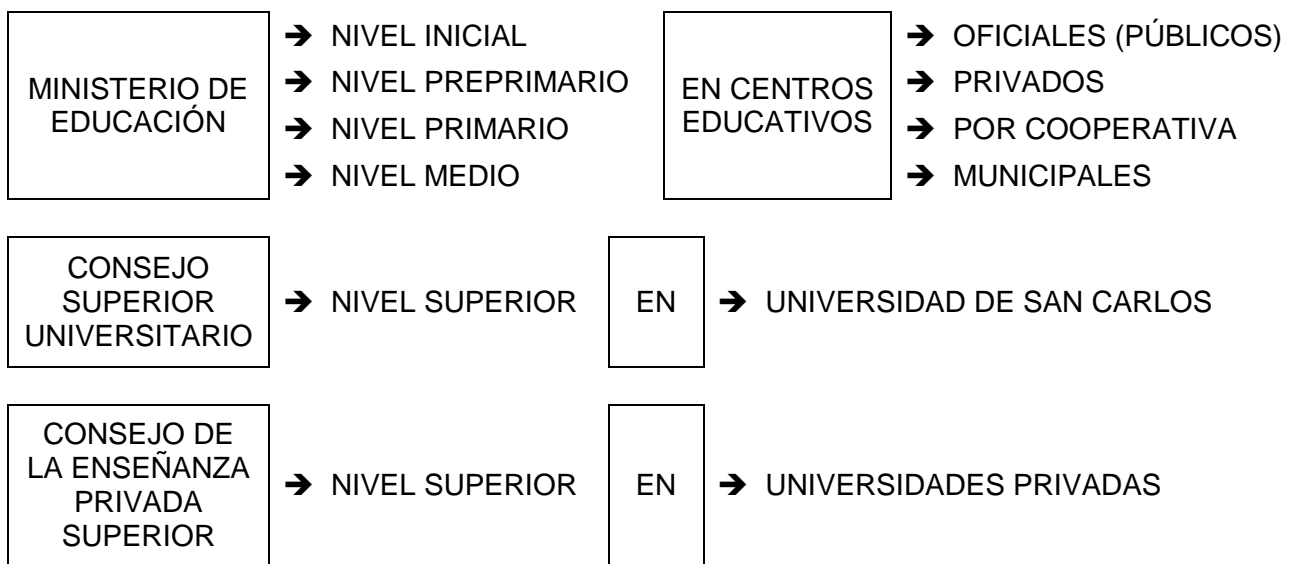 MINISTERIO DE
EDUCACIÓN
➔ NIVEL INICIAL
➔ NIVEL PREPRIMARIO
➔ NIVEL PRIMARIO
➔ NIVEL MEDIO
EN CENTROS
EDUCATIVOS
➔ OFICIALES (PÚBLICOS)
➔ PRIVADOS
➔ POR COOPERATIVA
➔ MUNICIPALES
CONSEJO
SUPERIOR
UNIVERSITARIO
➔ NIVEL SUPERIOR
EN
➔ UNIVERSIDAD DE SAN CARLOS
CONSEJO DE
LA ENSEÑANZA
PRIVADA
SUPERIOR
➔ NIVEL SUPERIOR
EN
➔ UNIVERSIDADES PRIVADAS